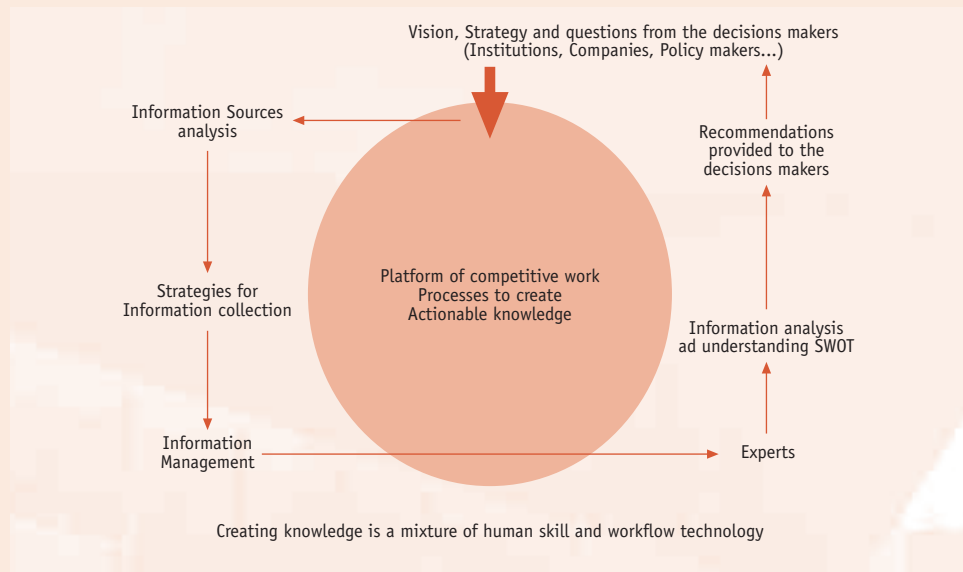 Vision, Strategy and questions from the decisions makers
(Institutions, Companies, Policy makers...)
Information Sources
analysis
Strategies for
Information collection
Information
Management
Platform of competitive work
Processes to create
Actionable knowledge
Experts
Information analysis
ad understanding SWOT
Recommendations
provided to the
decisions makers
Creating knowledge is a mixture of human skill and workflow technology